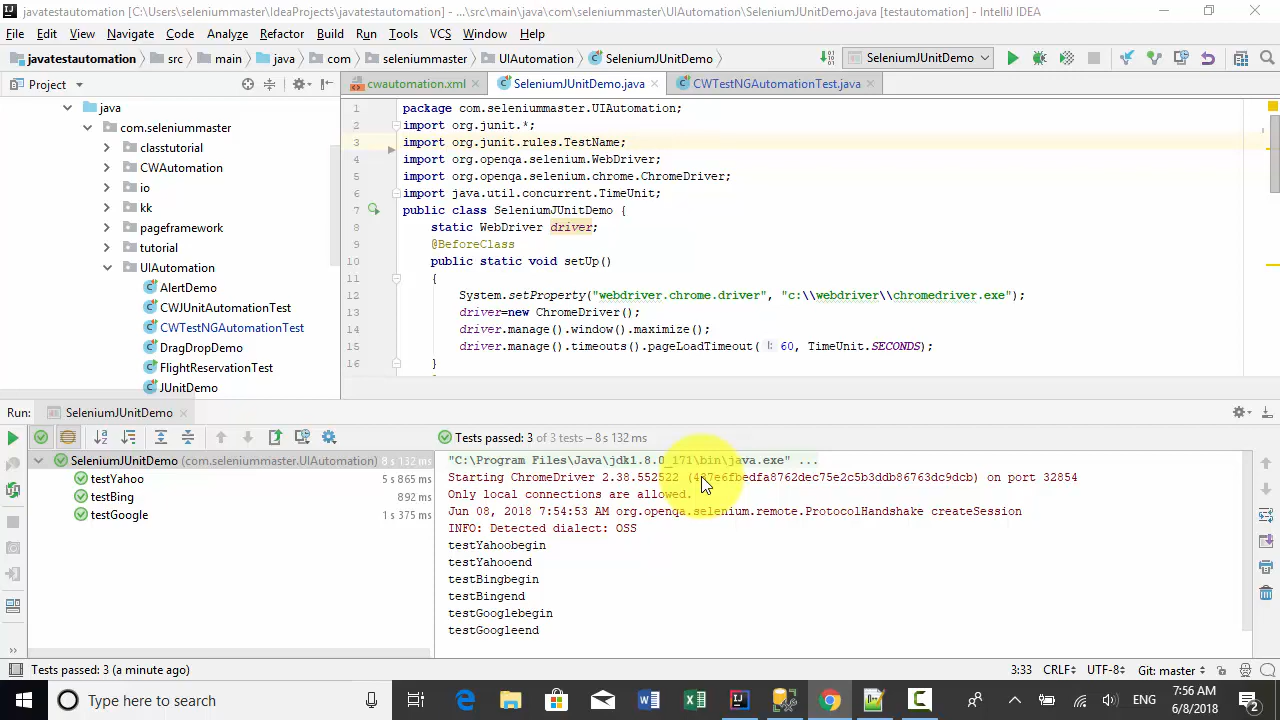 javatestautomation [C:\Users\seleniummaster\IdeaProjects\javatestautomation] - ...\src\main\java\com\seleniummaster\UIAutomation\SeleniumJUnitDemo.java [testautomation] - IntelliJ IDEA
File Edit View Navigate Code Analyze Refactor Build Run Tools VCS Window Help
javatestautomation src main java com seleniummaster UIAutomation SeleniumJUnitDemo SeleniumJUnitDemo
Project cwautomation.xml SeleniumJUnitDemo.java CWTestNGAutomationTest.java
java
com.seleniummaster
classtutorial
CWAutomation
io
kk
pageframework
tutorial
UIAutomation
AlertDemo
CWJUnitAutomationTest
CWTestNGAutomationTest
DragDropDemo
FlightReservationTest
JUnitDemo
1 package com.seleniummaster.UIAutomation;
2 import org.junit.*;
3 import org.junit.rules.TestName;
4 import org.openqa.selenium.WebDriver;
5 import org.openqa.selenium.chrome.ChromeDriver;
6 import java.util.concurrent.TimeUnit;
7 public class SeleniumJUnitDemo {
8 static WebDriver driver;
9 @BeforeClass
10 public static void setUp()
11 {
12 System.setProperty("webdriver.chrome.driver", "c:\\webdriver\\chromedriver.exe");
13 driver=new ChromeDriver();
14 driver.manage().window().maximize();
15 driver.manage().timeouts().pageLoadTimeout( l: 60, TimeUnit.SECONDS);
16 }
Run: SeleniumJUnitDemo
Tests passed: 3 of 3 tests – 8 s 132 ms
SeleniumJUnitDemo (com.seleniummaster.UIAutomation) 8 s 132 ms
testYahoo 5 s 865 ms
testBing 892 ms
testGoogle 1 s 375 ms
"C:\Program Files\Java\jdk1.8.0_171\bin\java.exe" ...
Starting ChromeDriver 2.38.552522 on port 32854
Only local connections are allowed.
Jun 08, 2018 7:54:53 AM org.openqa.selenium.remote.ProtocolHandshake createSession
INFO: Detected dialect: OSS
testYahoobegin
testYahooend
testBingbegin
testBingend
testGooglebegin
testGoogleend
Tests passed: 3 (a minute ago) 3:33 CRLF UTF-8 Git: master
Type here to search
ENG
7:56 AM
6/8/2018
2